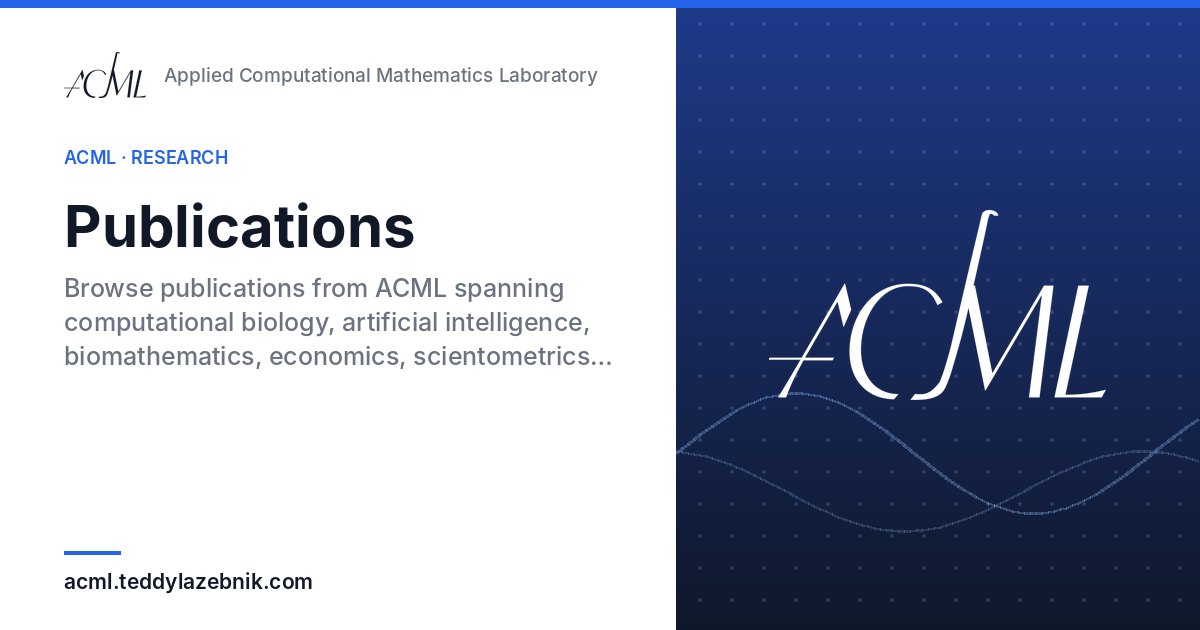 ACML Applied Computational Mathematics Laboratory
ACML · RESEARCH
Publications
Browse publications from ACML spanning
computational biology, artificial intelligence,
biomathematics, economics, scientometrics...
acml.teddylazebnik.com
ACML